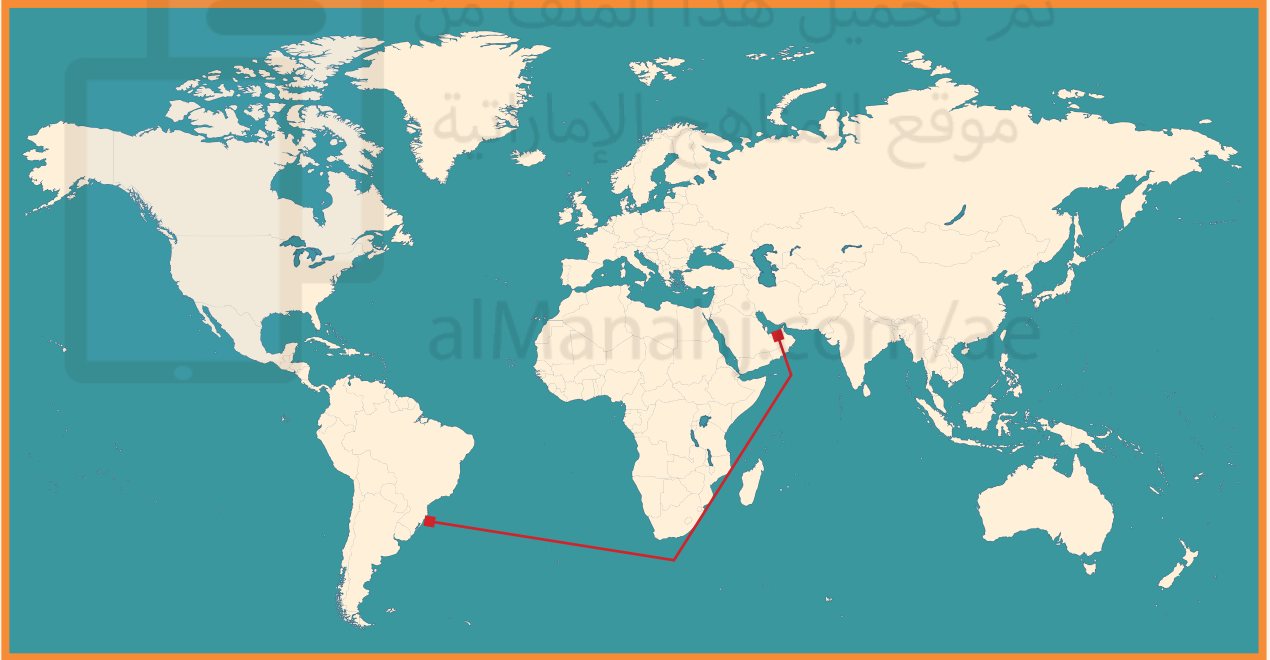 تم تحميل هذا الملف من
موقع المناهج الإماراتية
alManahj.com/ae